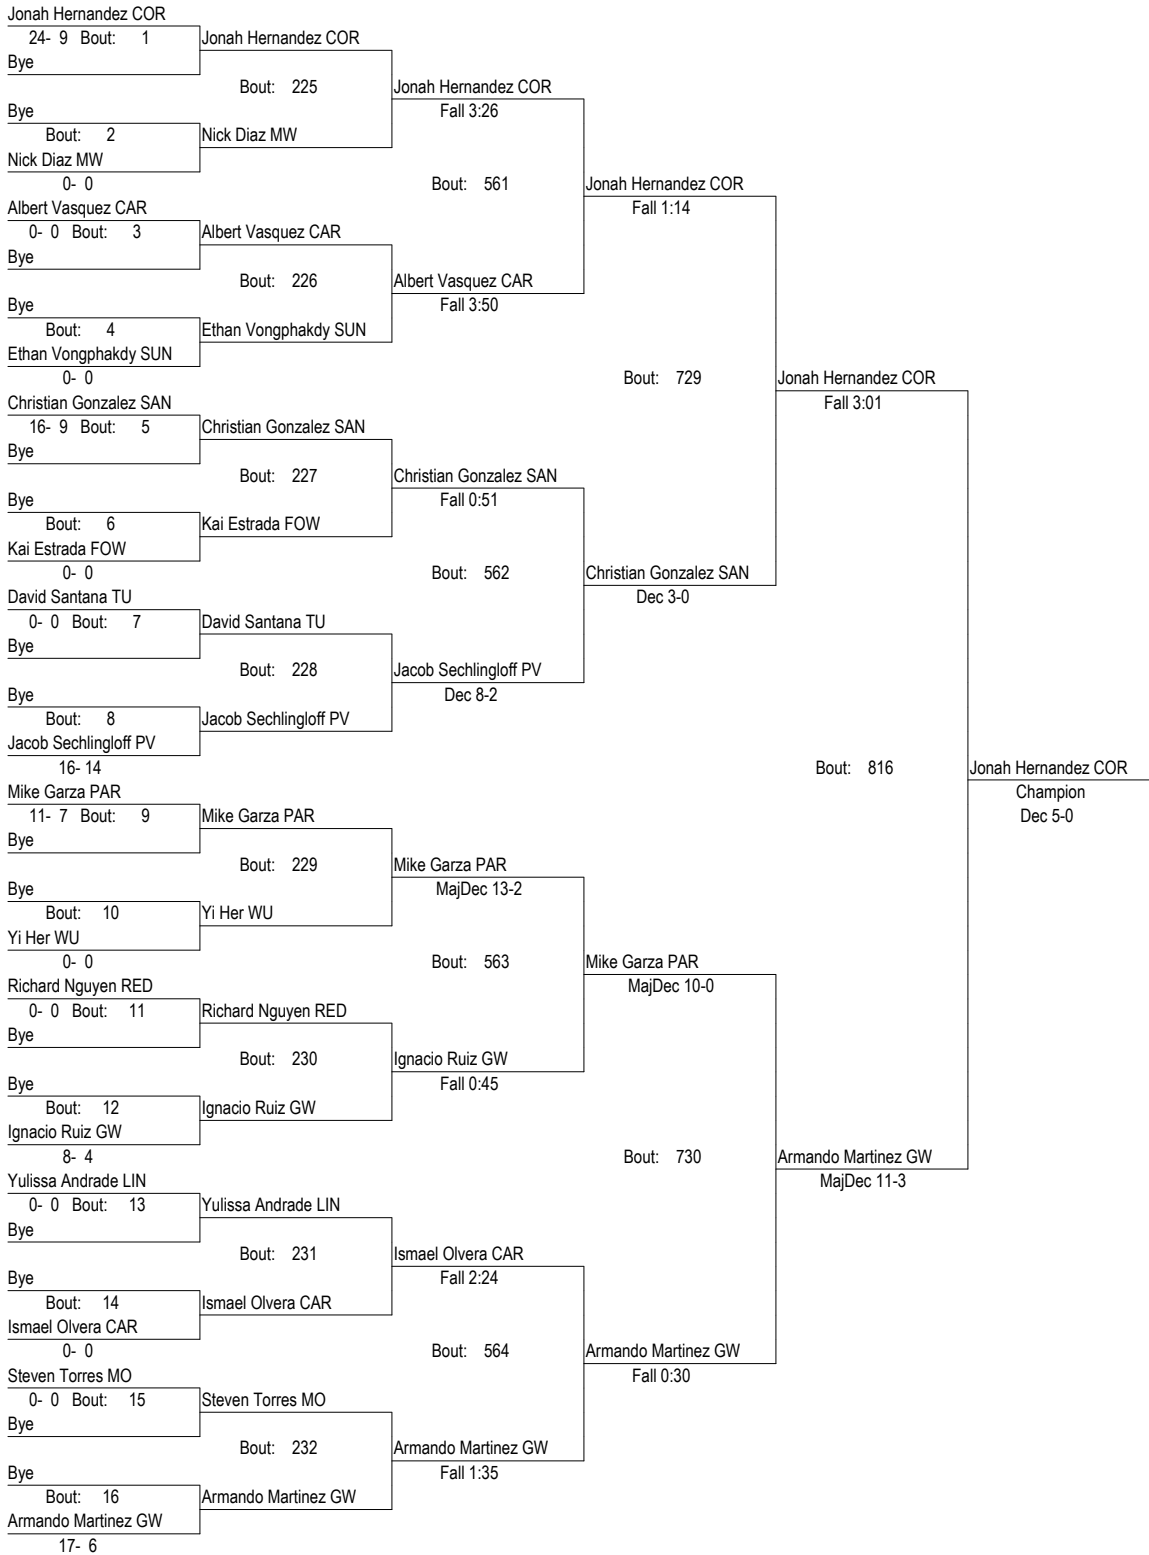 Jonah Hernandez COR
24- 9 Bout: 1
Jonah Hernandez COR
Bye
Bout: 225
Jonah Hernandez COR
Bye
Fall 3:26
Bout: 2
Nick Diaz MW
Nick Diaz MW
0- 0
Bout: 561
Jonah Hernandez COR
Albert Vasquez CAR
Fall 1:14
0- 0 Bout: 3
Albert Vasquez CAR
Bye
Bout: 226
Albert Vasquez CAR
Bye
Fall 3:50
Bout: 4
Ethan Vongphakdy SUN
Ethan Vongphakdy SUN
0- 0
Bout: 729
Jonah Hernandez COR
Christian Gonzalez SAN
Fall 3:01
16- 9 Bout: 5
Christian Gonzalez SAN
Bye
Bout: 227
Christian Gonzalez SAN
Bye
Fall 0:51
Bout: 6
Kai Estrada FOW
Kai Estrada FOW
0- 0
Bout: 562
Christian Gonzalez SAN
David Santana TU
Dec 3-0
0- 0 Bout: 7
David Santana TU
Bye
Bout: 228
Jacob Sechlingloff PV
Bye
Dec 8-2
Bout: 8
Jacob Sechlingloff PV
Jacob Sechlingloff PV
16- 14
Bout: 816
Jonah Hernandez COR
Mike Garza PAR
Champion
11- 7 Bout: 9
Mike Garza PAR
Dec 5-0
Bye
Bout: 229
Mike Garza PAR
Bye
MajDec 13-2
Bout: 10
Yi Her WU
Yi Her WU
0- 0
Bout: 563
Mike Garza PAR
Richard Nguyen RED
MajDec 10-0
0- 0 Bout: 11
Richard Nguyen RED
Bye
Bout: 230
Ignacio Ruiz GW
Bye
Fall 0:45
Bout: 12
Ignacio Ruiz GW
Ignacio Ruiz GW
8- 4
Bout: 730
Armando Martinez GW
Yulissa Andrade LIN
MajDec 11-3
0- 0 Bout: 13
Yulissa Andrade LIN
Bye
Bout: 231
Ismael Olvera CAR
Bye
Fall 2:24
Bout: 14
Ismael Olvera CAR
Ismael Olvera CAR
0- 0
Bout: 564
Armando Martinez GW
Steven Torres MO
Fall 0:30
0- 0 Bout: 15
Steven Torres MO
Bye
Bout: 232
Armando Martinez GW
Bye
Fall 1:35
Bout: 16
Armando Martinez GW
Armando Martinez GW
17- 6